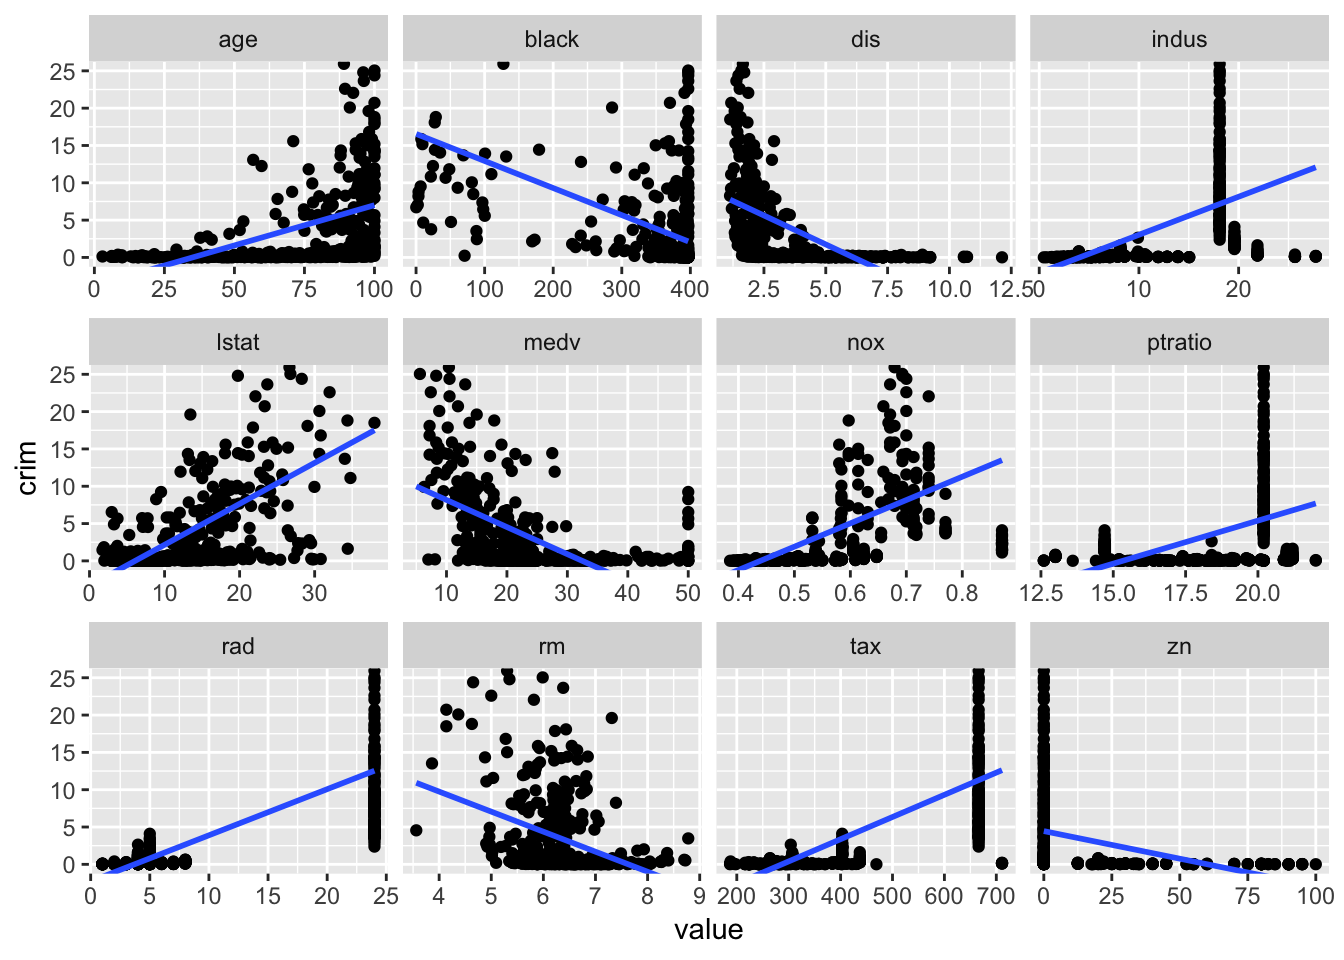 age black dis indus
25
20
15
10
5
0
0 25 50 75 100 0 100 200 300 400 2.5 5.0 7.5 10.0 12.5 10 20
lstat medv nox ptratio
25
20
15
10
5
0
0 10 20 30 10 20 30 40 50 0.4 0.5 0.6 0.7 0.8 12.5 15.0 17.5 20.0
crim
rad rm tax zn
25
20
15
10
5
0
0 5 10 15 20 25 4 5 6 7 8 9 200 300 400 500 600 700 0 25 50 75 100
value